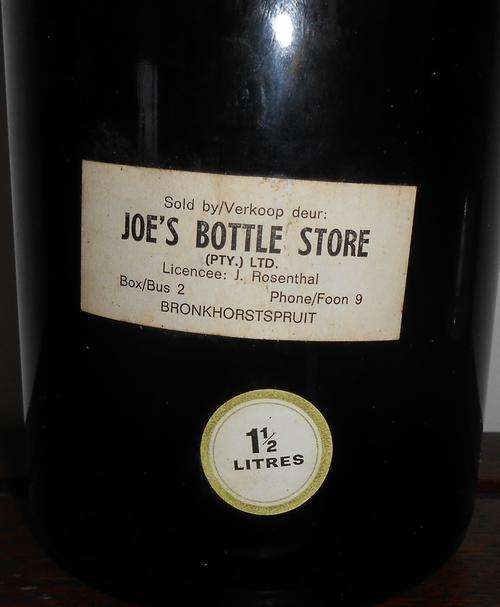 Sold by/Verkoop deur:
JOE'S BOTTLE STORE
(PTY.) LTD.
Licencee: J. Rosenthal
Box/Bus 2 Phone/Foon 9
BRONKHORSTSPRUIT
1½
LITRES